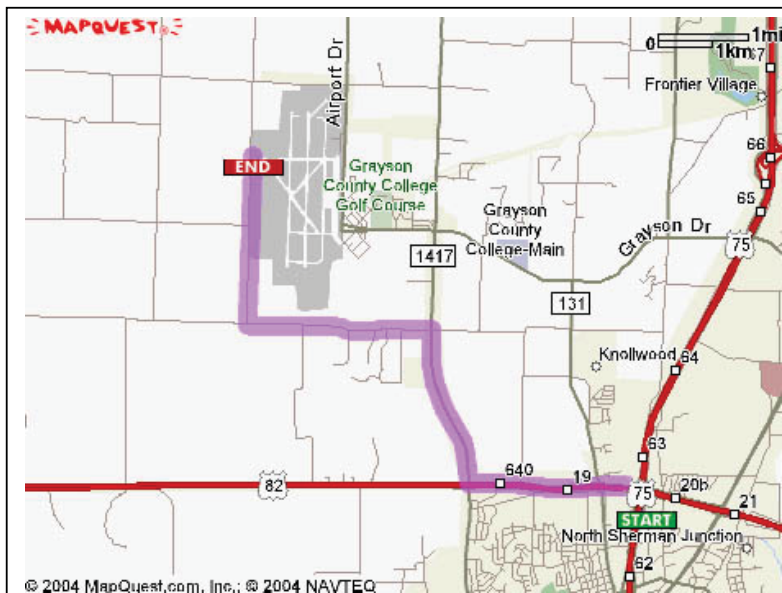 MAPQUEST
0 1mi
1km
67
Airport Dr
Frontier Village
66
END
Grayson
County College
Golf Course
65
Grayson
County
College-Main
Grayson Dr
75
1417
131
Knollwood
64
63
640
82
19
75
20b
21
START
North Sherman Junction
62
© 2004 MapQuest.com, Inc.; © 2004 NAVTEQ